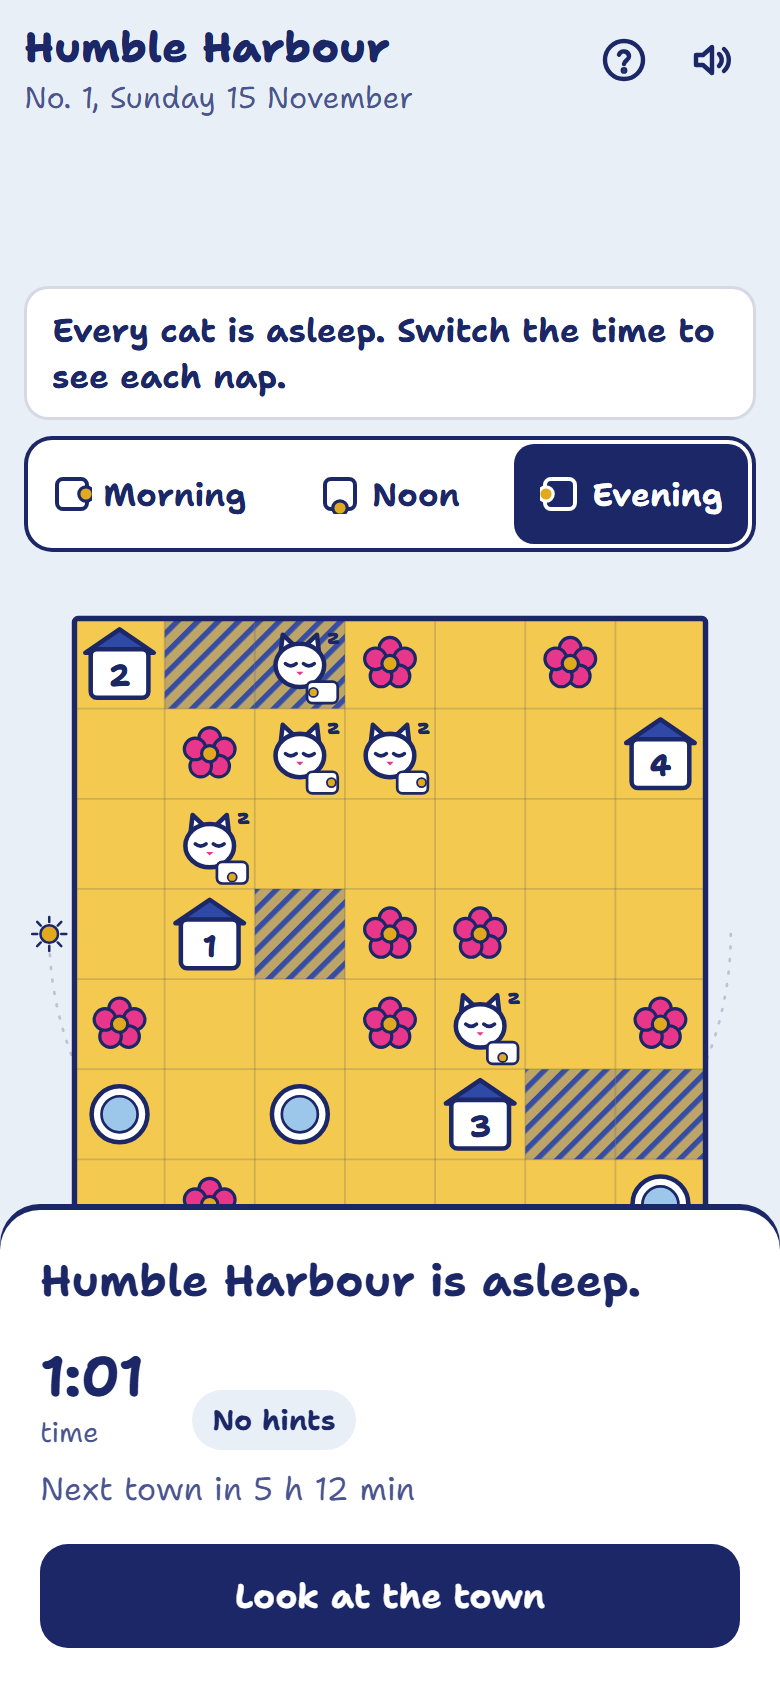 Humble Harbour
No. 1, Sunday 15 November
Every cat is asleep. Switch the time to
see each nap.
Morning Noon Evening
2 z
z z 4
z
1
z
3
Humble Harbour is asleep.
1:01
time
No hints
Next town in 5 h 12 min
Look at the town